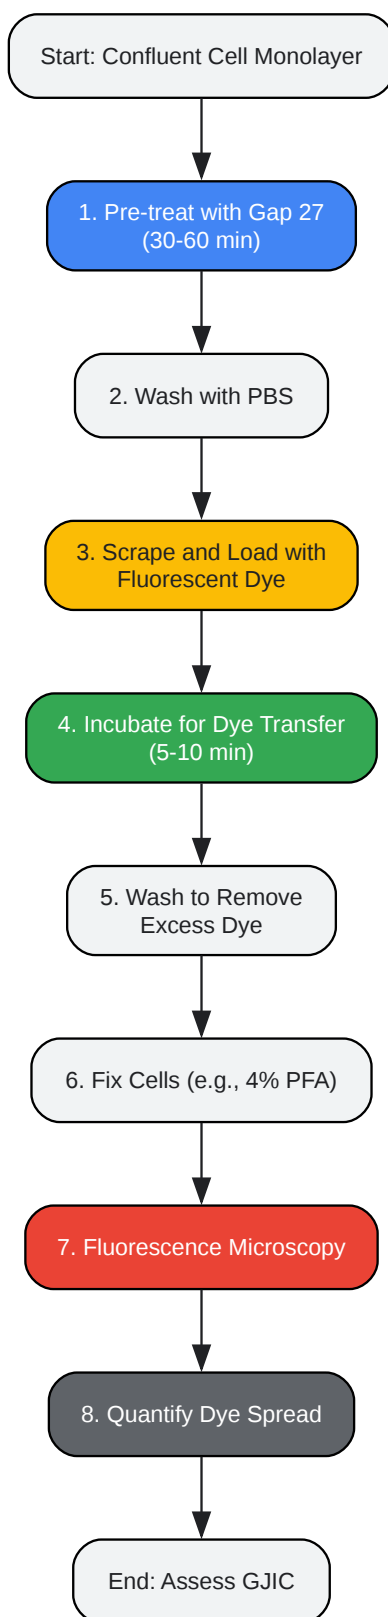 Start: Confluent Cell Monolayer
1. Pre-treat with Gap 27
(30-60 min)
2. Wash with PBS
3. Scrape and Load with
Fluorescent Dye
4. Incubate for Dye Transfer
(5-10 min)
5. Wash to Remove
Excess Dye
6. Fix Cells (e.g., 4% PFA)
7. Fluorescence Microscopy
8. Quantify Dye Spread
End: Assess GJIC